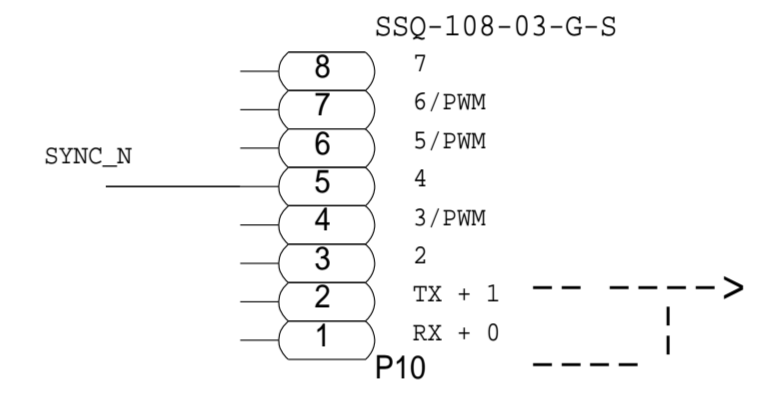 SSQ-108-03-G-S
8 7
7 6/PWM
6 5/PWM
SYNC_N
5 4
4 3/PWM
3 2
2 TX + 1
1 RX + 0
P10